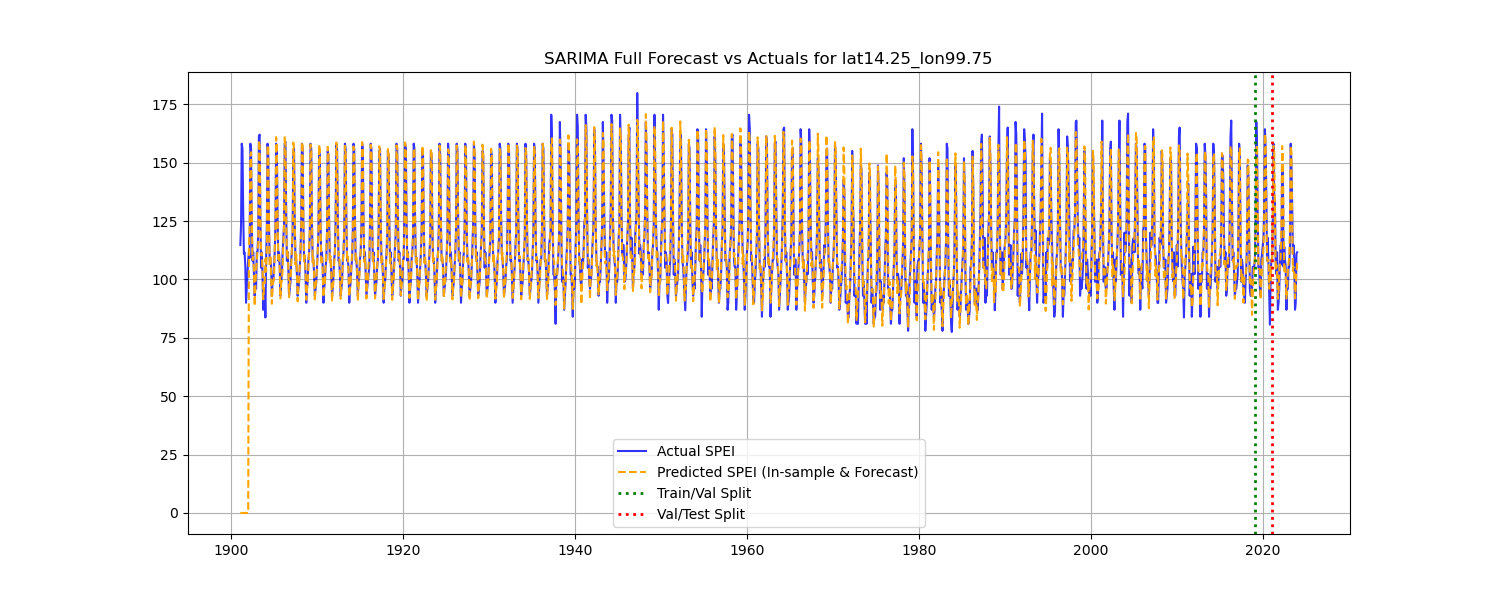 SARIMA Full Forecast vs Actuals for lat14.25_lon99.75
175
150
125
100
75
50
25
0
Actual SPEI
Predicted SPEI (In-sample & Forecast)
Train/Val Split
Val/Test Split
1900 1920 1940 1960 1980 2000 2020